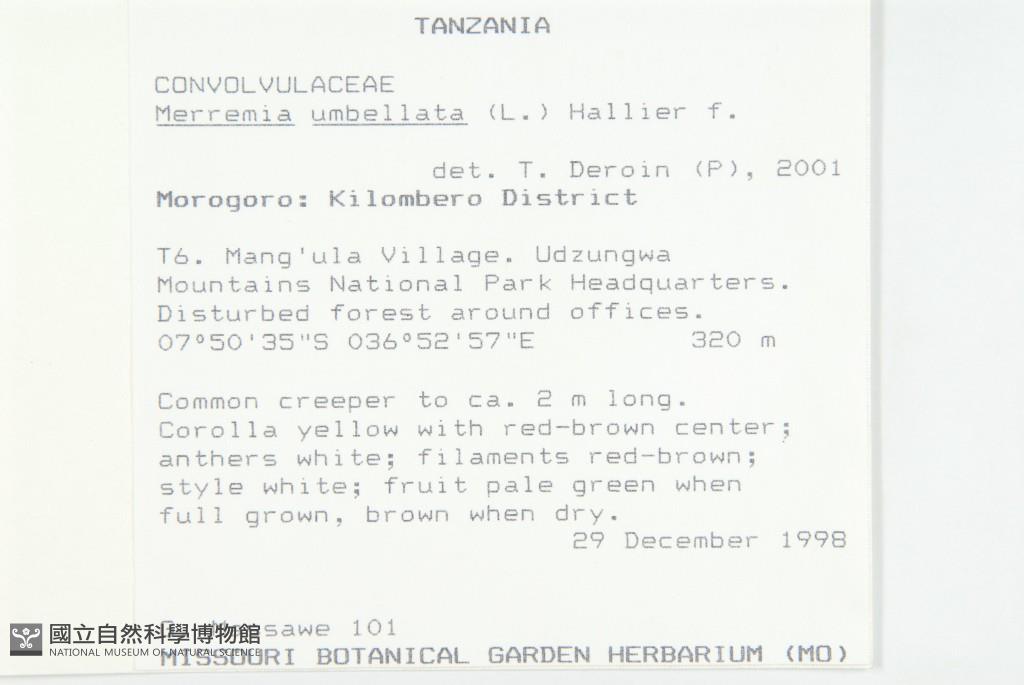 TANZANIA
CONVOLVULACEAE
Merremia umbellata (L.) Hallier f.
det. T. Deroin (P), 2001
Morogoro: Kilombero District
T6. Mang'ula Village. Udzungwa
Mountains National Park Headquarters.
Disturbed forest around offices.
07°50'35"S 036°52'57"E 320 m
Common creeper to ca. 2 m long.
Corolla yellow with red-brown center;
anthers white; filaments red-brown;
style white; fruit pale green when
full grown, brown when dry.
29 December 1998
101
國立自然科學博物館
NATIONAL MUSEUM OF NATURAL SCIENCE
MISSOURI BOTANICAL GARDEN HERBARIUM (MO)